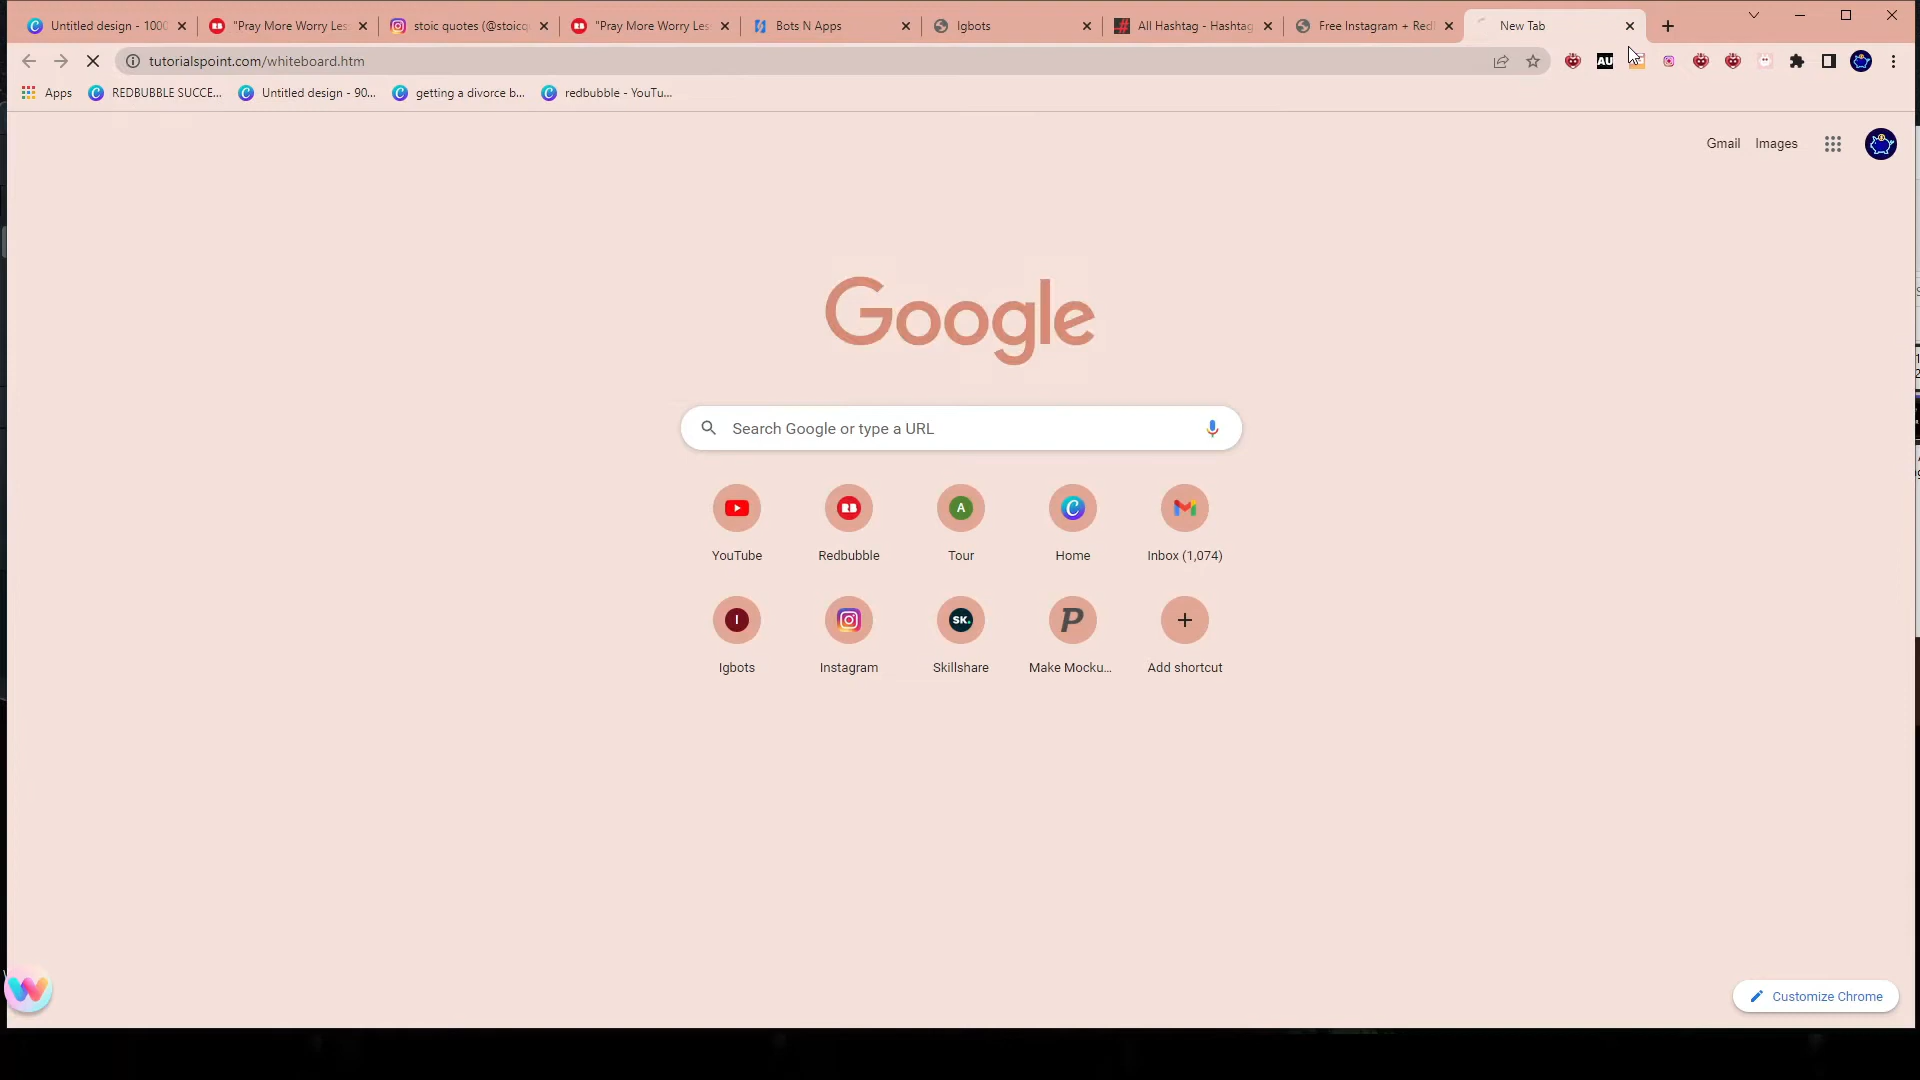 Untitled design - 1000
"Pray More Worry Les
stoic quotes (@stoicq
"Pray More Worry Les
Bots N Apps
Igbots
All Hashtag - Hashtag
Free Instagram + Red
New Tab
tutorialspoint.com/whiteboard.htm
AU
Apps
REDBUBBLE SUCCE...
Untitled design - 90...
getting a divorce b...
redbubble - YouTu...
Gmail
Images
Google
Search Google or type a URL
YouTube
Redbubble
Tour
Home
Inbox (1,074)
Igbots
Instagram
Skillshare
Make Mocku...
Add shortcut
Customize Chrome